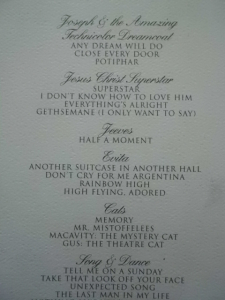 Joseph & the Amazing
Technicolor Dreamcoat
ANY DREAM WILL DO
CLOSE EVERY DOOR
POTIPHAR
Jesus Christ Superstar
SUPERSTAR
I DON'T KNOW HOW TO LOVE HIM
EVERYTHING'S ALRIGHT
GETHSEMANE (I ONLY WANT TO SAY)
Jeeves
HALF A MOMENT
Evita
ANOTHER SUITCASE IN ANOTHER HALL
DON'T CRY FOR ME ARGENTINA
RAINBOW HIGH
HIGH FLYING, ADORED
Cats
MEMORY
MR. MISTOFFELEES
MACAVITY: THE MYSTERY CAT
GUS: THE THEATRE CAT
Song & Dance
TELL ME ON A SUNDAY
TAKE THAT LOOK OFF YOUR FACE
UNEXPECTED SONG
THE LAST MAN IN MY LIFE